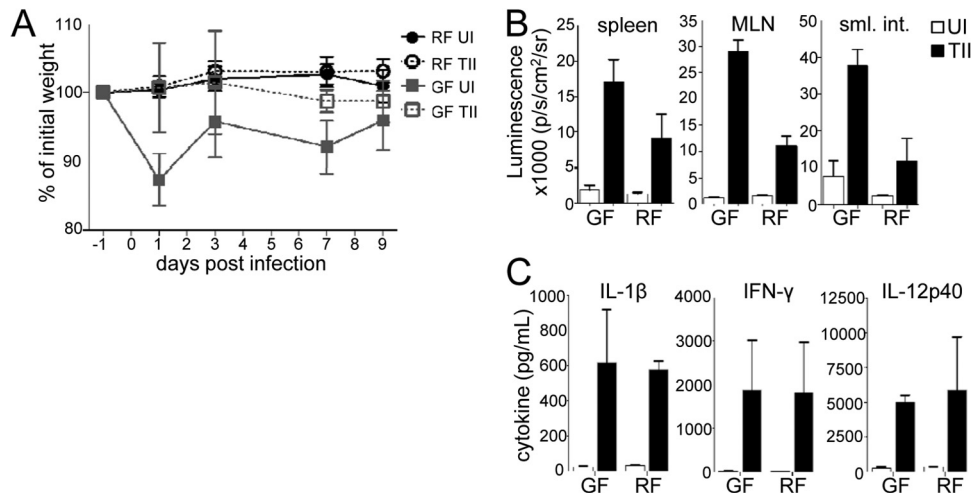 A
110
100
90
80
% of initial weight
-1 0 1 2 3 4 5 6 7 8 9
days post infection
RF UI
RF TII
GF UI
GF TII
B
spleen
MLN
sml. int.
UI
TII
Luminescence
x1000 (p/s/cm²/sr)
25
20
15
10
5
0
GF RF
35
30
25
20
15
10
5
0
GF RF
50
40
30
20
10
0
GF RF
C
IL-1β
IFN-γ
IL-12p40
cytokine (pg/mL)
1000
800
600
400
200
0
GF RF
4000
3000
2000
1000
0
GF RF
12500
10000
7500
5000
2500
0
GF RF